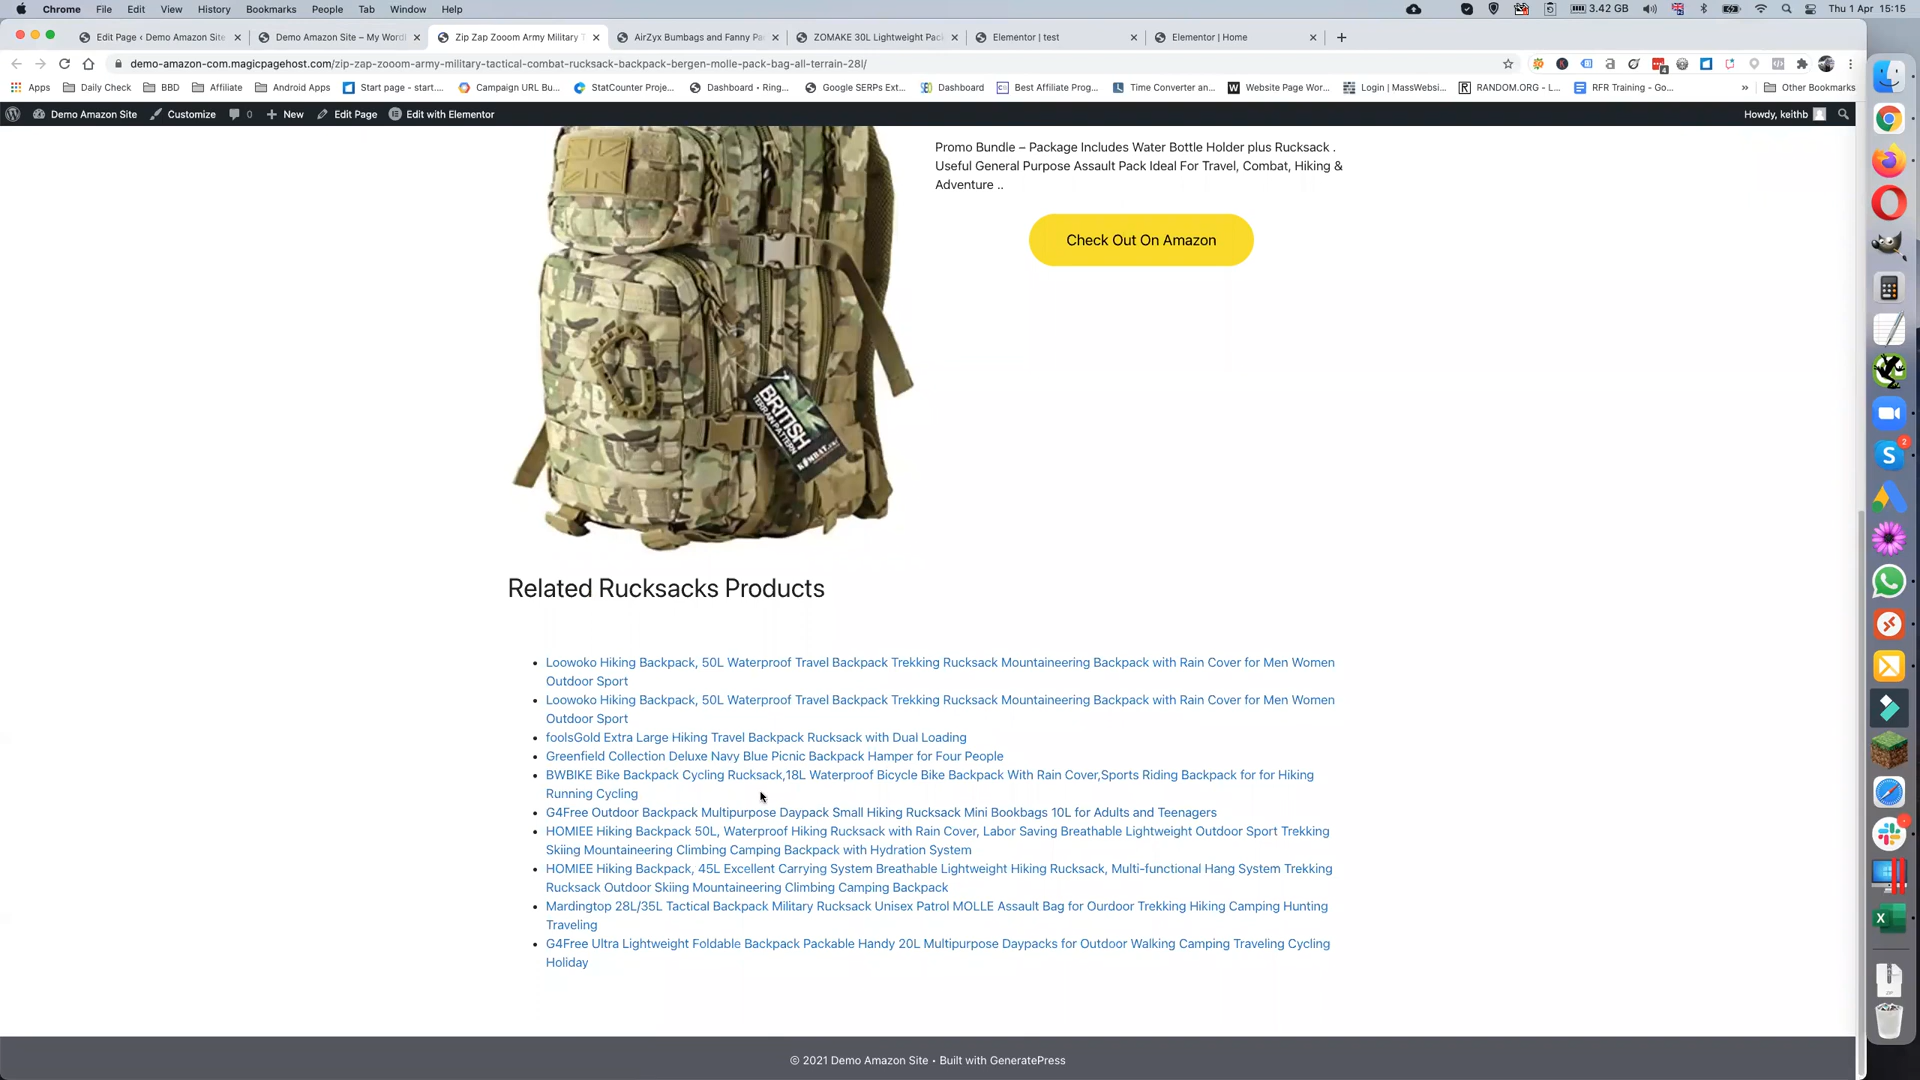 Chrome File Edit View History Bookmarks People Tab Window Help 3.42 GB Thu 1 Apr 15:15
Edit Page ‹ Demo Amazon Site Demo Amazon Site – My Word Zip Zap Zooom Army Military T AirZyx Bumbags and Fanny Pa ZOMAKE 30L Lightweight Pac Elementor | test Elementor | Home
demo-amazon-com.magicpagehost.com/zip-zap-zooom-army-military-tactical-combat-rucksack-backpack-bergen-molle-pack-bag-all-terrain-28l/
Apps Daily Check BBD Affiliate Android Apps Start page - start.... Campaign URL Bu... StatCounter Proje... Dashboard • Ring... Google SERPs Ext... Dashboard Best Affiliate Prog... Time Converter an... Website Page Wor... Login | MassWebsi... RANDOM.ORG - L... RFR Training - Go... » Other Bookmarks
Demo Amazon Site Customize 0 New Edit Page Edit with Elementor Howdy, keithb
Promo Bundle – Package Includes Water Bottle Holder plus Rucksack .
Useful General Purpose Assault Pack Ideal For Travel, Combat, Hiking &
Adventure ..
Check Out On Amazon
BRITISH
TERRAIN PATTERN
KOMBAT
Related Rucksacks Products
• Loowoko Hiking Backpack, 50L Waterproof Travel Backpack Trekking Rucksack Mountaineering Backpack with Rain Cover for Men Women
Outdoor Sport
• Loowoko Hiking Backpack, 50L Waterproof Travel Backpack Trekking Rucksack Mountaineering Backpack with Rain Cover for Men Women
Outdoor Sport
• foolsGold Extra Large Hiking Travel Backpack Rucksack with Dual Loading
• Greenfield Collection Deluxe Navy Blue Picnic Backpack Hamper for Four People
• BWBIKE Bike Backpack Cycling Rucksack,18L Waterproof Bicycle Bike Backpack With Rain Cover,Sports Riding Backpack for for Hiking
Running Cycling
• G4Free Outdoor Backpack Multipurpose Daypack Small Hiking Rucksack Mini Bookbags 10L for Adults and Teenagers
• HOMIEE Hiking Backpack 50L, Waterproof Hiking Rucksack with Rain Cover, Labor Saving Breathable Lightweight Outdoor Sport Trekking
Skiing Mountaineering Climbing Camping Backpack with Hydration System
• HOMIEE Hiking Backpack, 45L Excellent Carrying System Breathable Lightweight Hiking Rucksack, Multi-functional Hang System Trekking
Rucksack Outdoor Skiing Mountaineering Climbing Camping Backpack
• Mardingtop 28L/35L Tactical Backpack Military Rucksack Unisex Patrol MOLLE Assault Bag for Ourdoor Trekking Hiking Camping Hunting
Traveling
• G4Free Ultra Lightweight Foldable Backpack Packable Handy 20L Multipurpose Daypacks for Outdoor Walking Camping Traveling Cycling
Holiday
© 2021 Demo Amazon Site • Built with GeneratePress